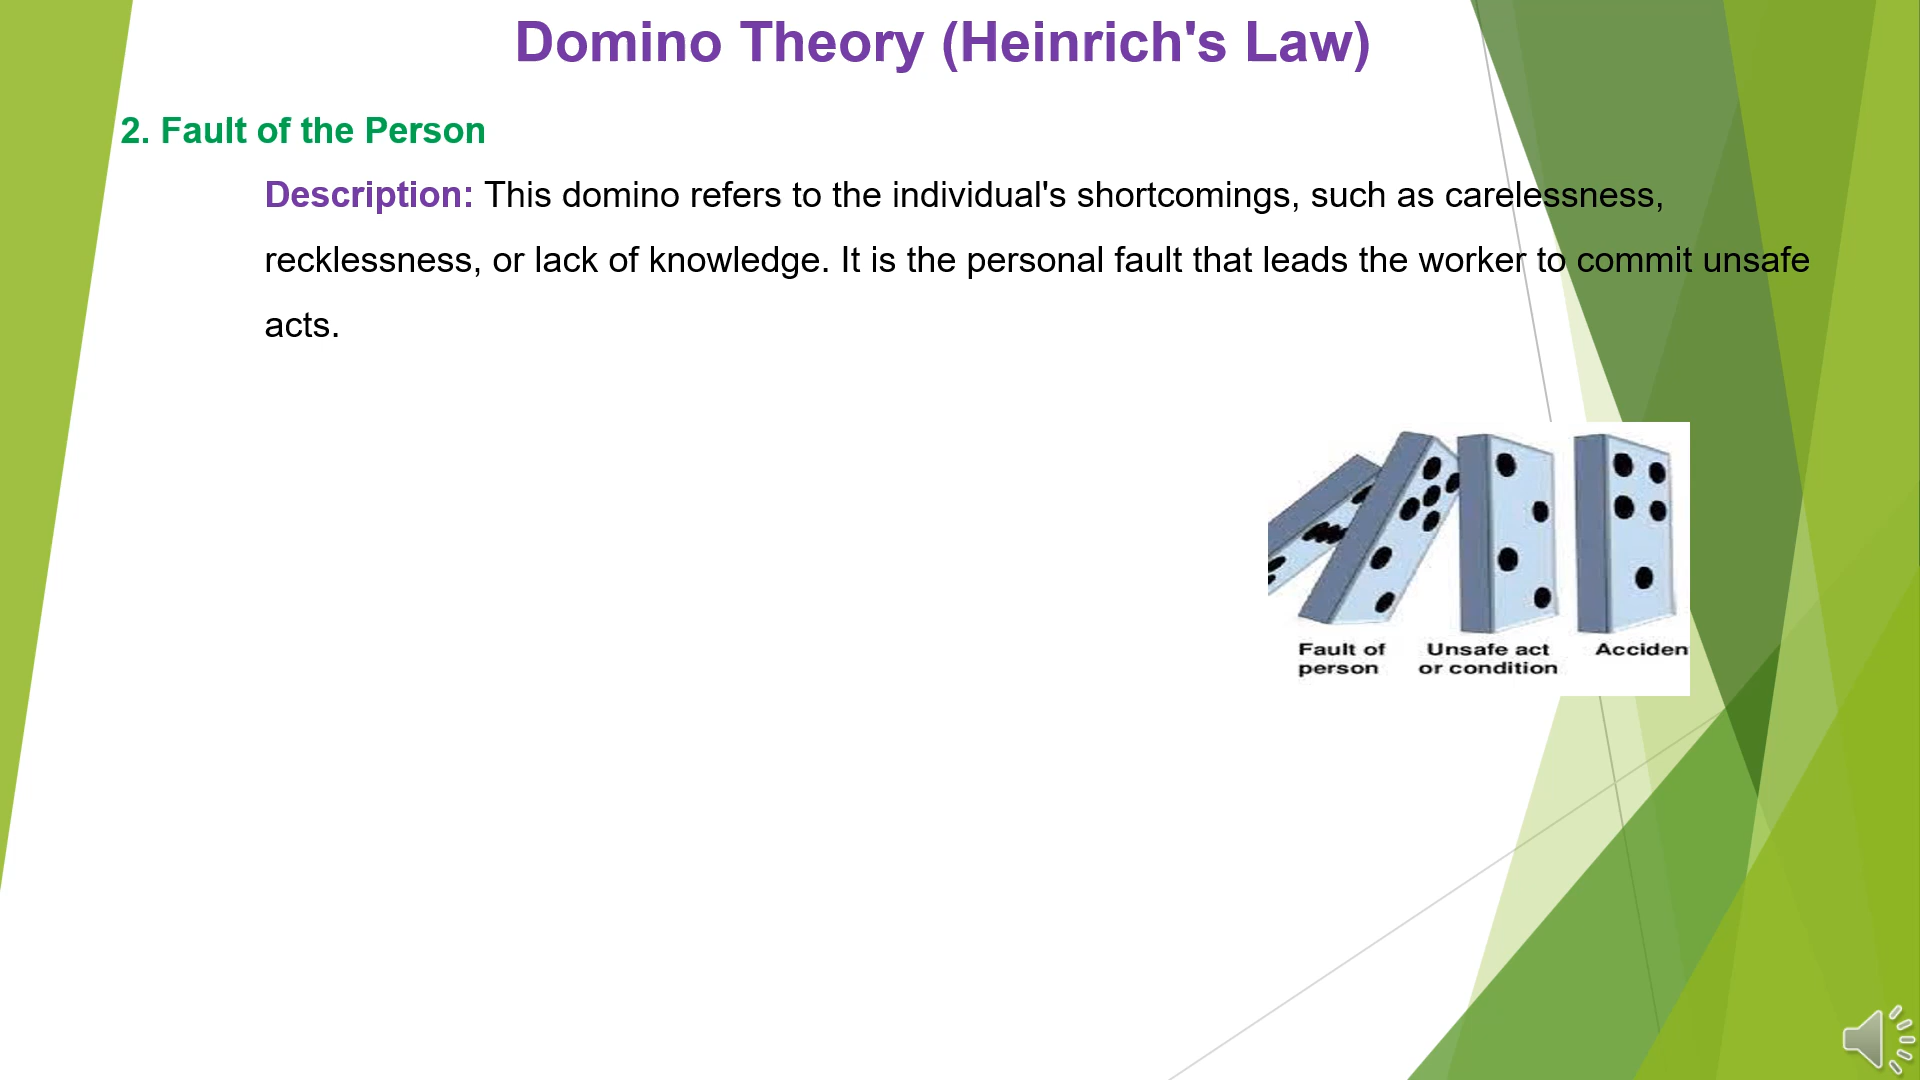 Domino Theory (Heinrich's Law)
2. Fault of the Person
Description: This domino refers to the individual's shortcomings, such as carelessness,
recklessness, or lack of knowledge. It is the personal fault that leads the worker to commit unsafe
acts.
Fault of Unsafe act Acciden
person or condition